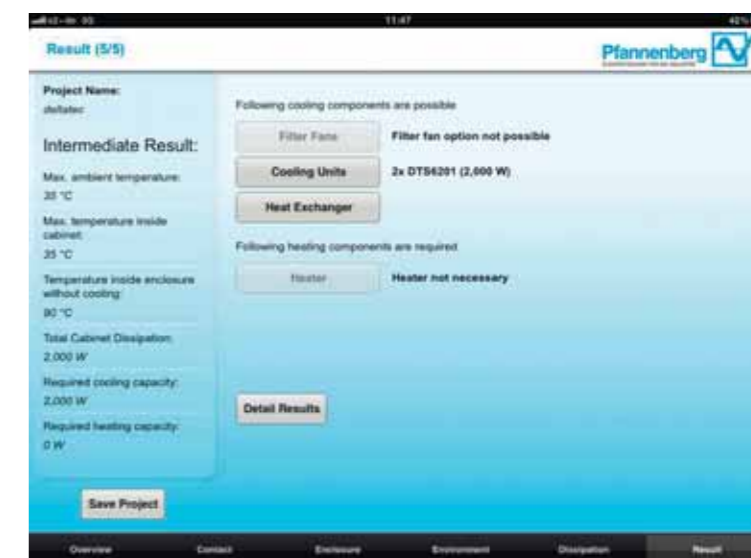 11:47
42%
Result (5/5)
Pfannenberg
Project Name:
Following cooling components are possible
Filter Fans
Filter fan option not possible
Intermediate Result:
Cooling Units
2x DTS6201 (2,000 W)
Max. ambient temperature:
35 °C
Heat Exchanger
Max. temperature inside
cabinet:
35 °C
Following heating components are required
Heater
Heater not necessary
Temperature inside enclosure
without cooling:
90 °C
Total Cabinet Dissipation:
2,000 W
Required cooling capacity:
2,000 W
Detail Results
Required heating capacity:
0 W
Save Project
Overview
Contact
Enclosure
Environment
Dissipation
Result